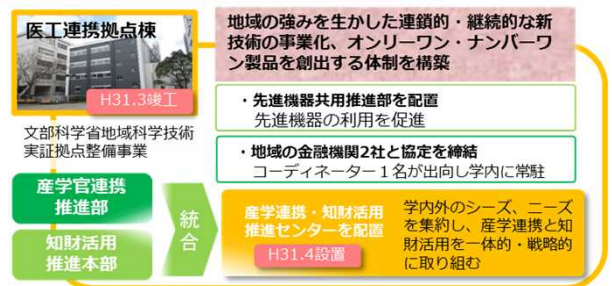 医工連携拠点棟
H31.3竣工
文部科学省地域科学技術
実証拠点整備事業
地域の強みを生かした連鎖的・継続的な新
技術の事業化、オンリーワン・ナンバーワ
ン製品を創出する体制を構築
・先進機器共用推進部を配置
先進機器の利用を促進
・地域の金融機関2社と協定を締結
コーディネーター１名が出向し学内に常駐
産学官連携
推進部
知財活用
推進本部
統
合
産学連携・知財活用
推進センターを配置
H31.4設置
学内外のシーズ、ニーズ
を集約し、産学連携と知
財活用を一体的・戦略的
に取り組む